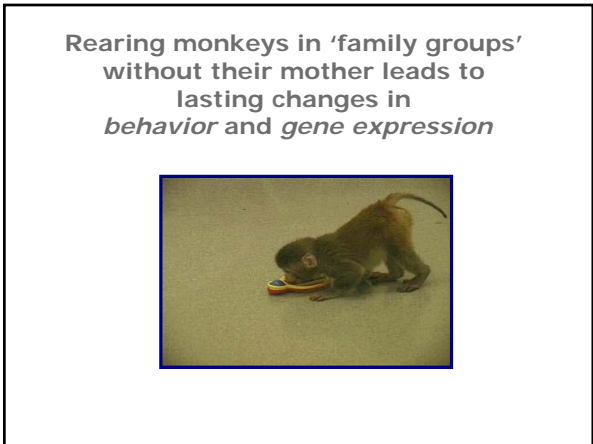 Rearing monkeys in ‘family groups’
without their mother leads to
lasting changes in
behavior and gene expression